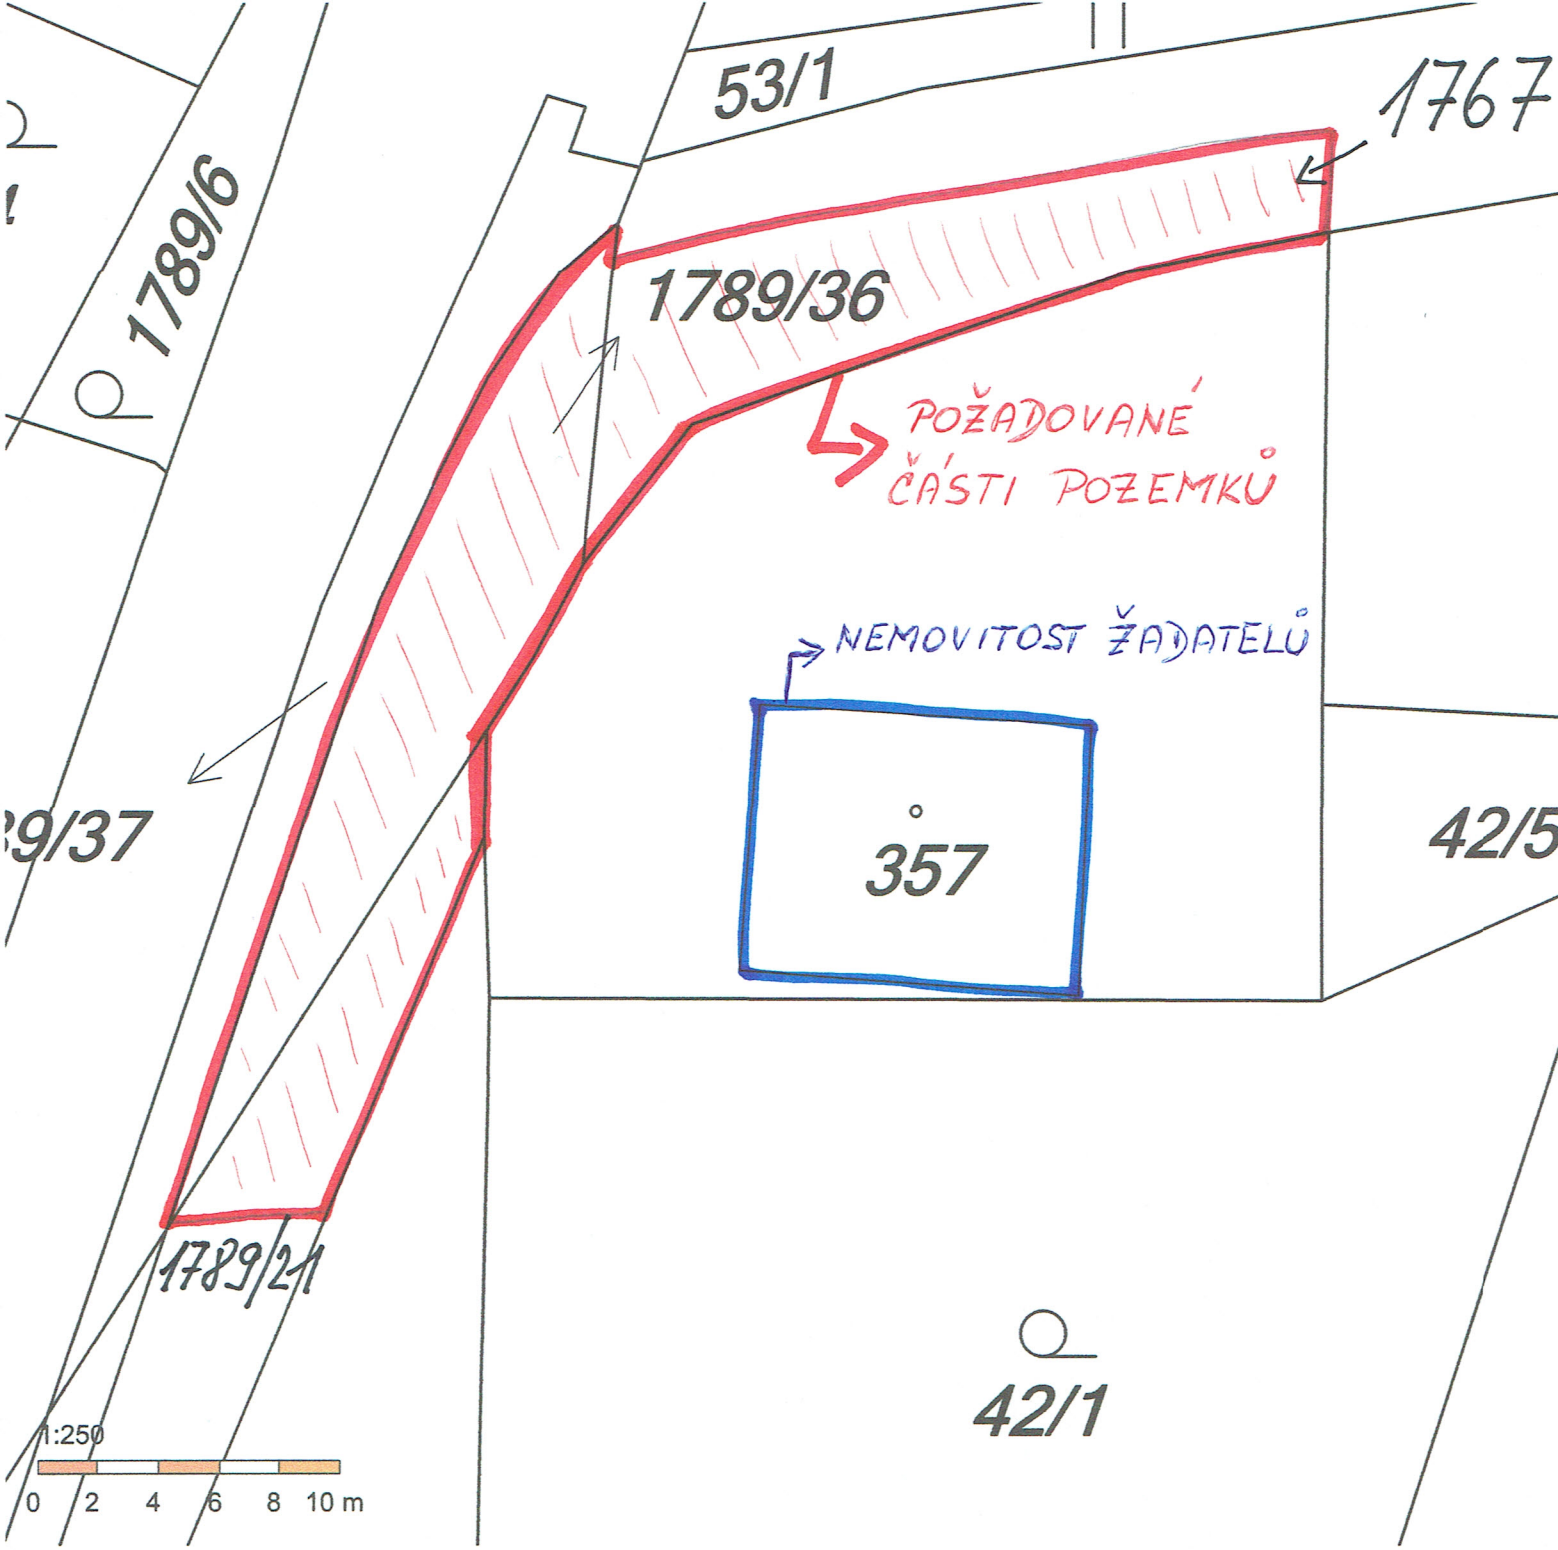 53/1
1767
1789/6
1789/36
POŽADOVANÉ
ČÁSTI POZEMKŮ
NEMOVITOST ŽADATELŮ
9/37
357
42/5
1789/21
42/1
1:250
0 2 4 6 8 10 m